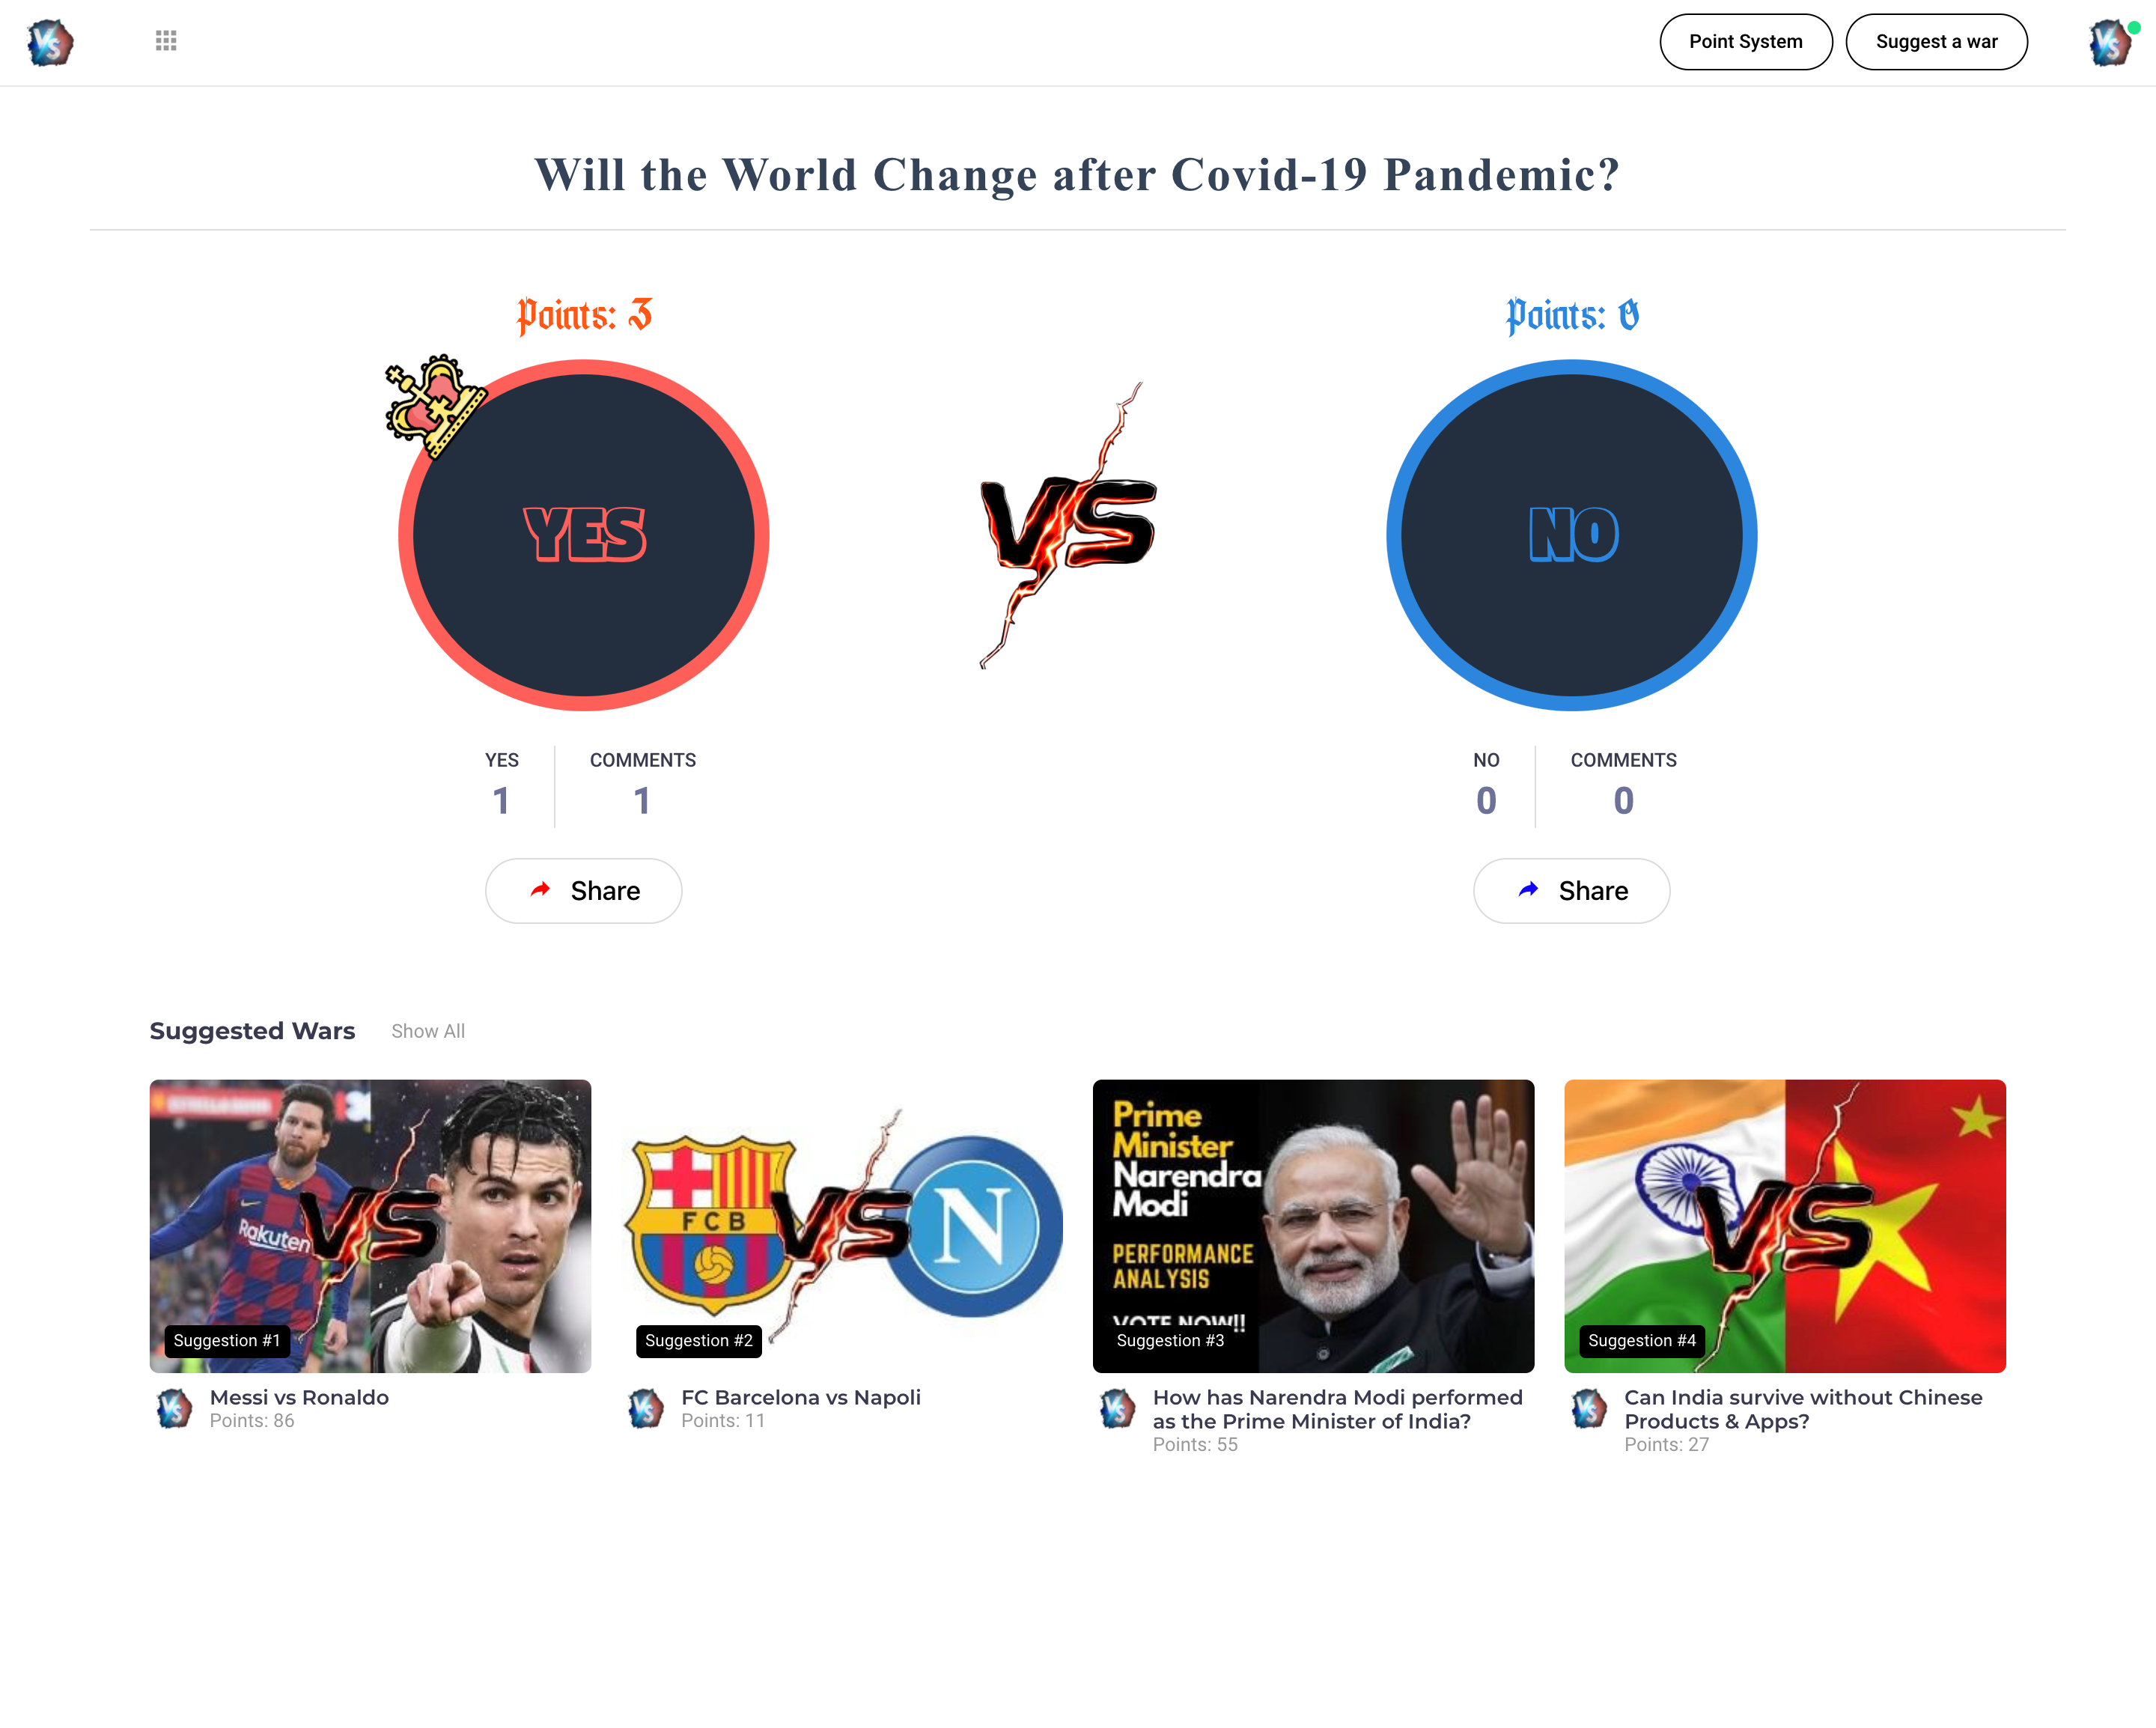 VS
Point System
Suggest a war
VS
Will the World Change after Covid-19 Pandemic?
Points: 3
Points: 0
YES
VS
NO
YES
COMMENTS
1
1
NO
COMMENTS
0
0
Share
Share
Suggested Wars
Show All
Rakuten
VS
Suggestion #1
VS
Messi vs Ronaldo
Points: 86
FCB
VS
N
Suggestion #2
VS
FC Barcelona vs Napoli
Points: 11
Prime
Minister
Narendra
Modi
PERFORMANCE
ANALYSIS
VOTE NOW!!
Suggestion #3
VS
How has Narendra Modi performed
as the Prime Minister of India?
Points: 55
VS
Suggestion #4
VS
Can India survive without Chinese
Products & Apps?
Points: 27